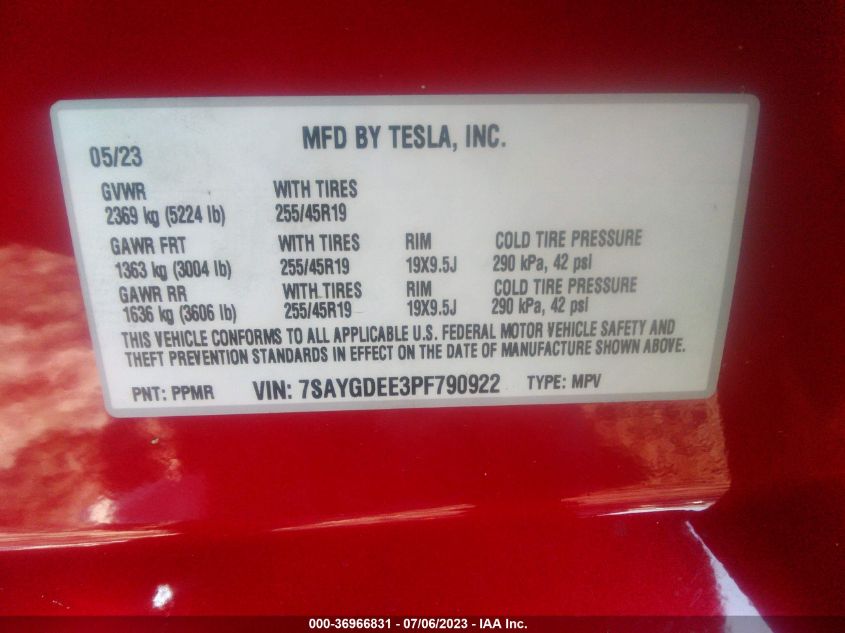 MFD BY TESLA, INC.
05/23
GVWR WITH TIRES
2369 kg (5224 lb) 255/45R19
GAWR FRT WITH TIRES RIM COLD TIRE PRESSURE
1363 kg (3004 lb) 255/45R19 19X9.5J 290 kPa, 42 psi
GAWR RR WITH TIRES RIM COLD TIRE PRESSURE
1636 kg (3606 lb) 255/45R19 19X9.5J 290 kPa, 42 psi
THIS VEHICLE CONFORMS TO ALL APPLICABLE U.S. FEDERAL MOTOR VEHICLE SAFETY AND
THEFT PREVENTION STANDARDS IN EFFECT ON THE DATE OF MANUFACTURE SHOWN ABOVE.
PNT: PPMR VIN: 7SAYGDEE3PF790922 TYPE: MPV
000-36966831 - 07/06/2023 - IAA Inc.